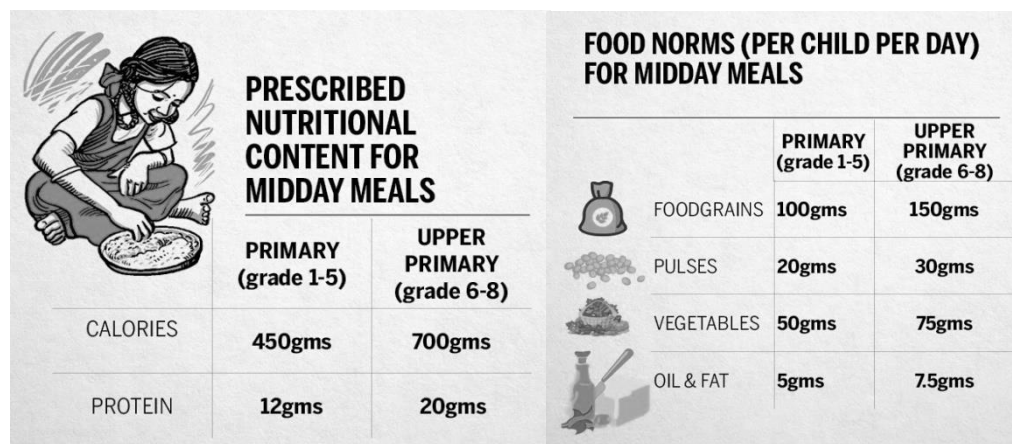 PRESCRIBED
NUTRITIONAL
CONTENT FOR
MIDDAY MEALS
PRIMARY
(grade 1-5)
UPPER
PRIMARY
(grade 6-8)
CALORIES 450gms 700gms
PROTEIN 12gms 20gms
FOOD NORMS (PER CHILD PER DAY)
FOR MIDDAY MEALS
PRIMARY
(grade 1-5)
UPPER
PRIMARY
(grade 6-8)
FOODGRAINS 100gms 150gms
PULSES 20gms 30gms
VEGETABLES 50gms 75gms
OIL & FAT 5gms 7.5gms